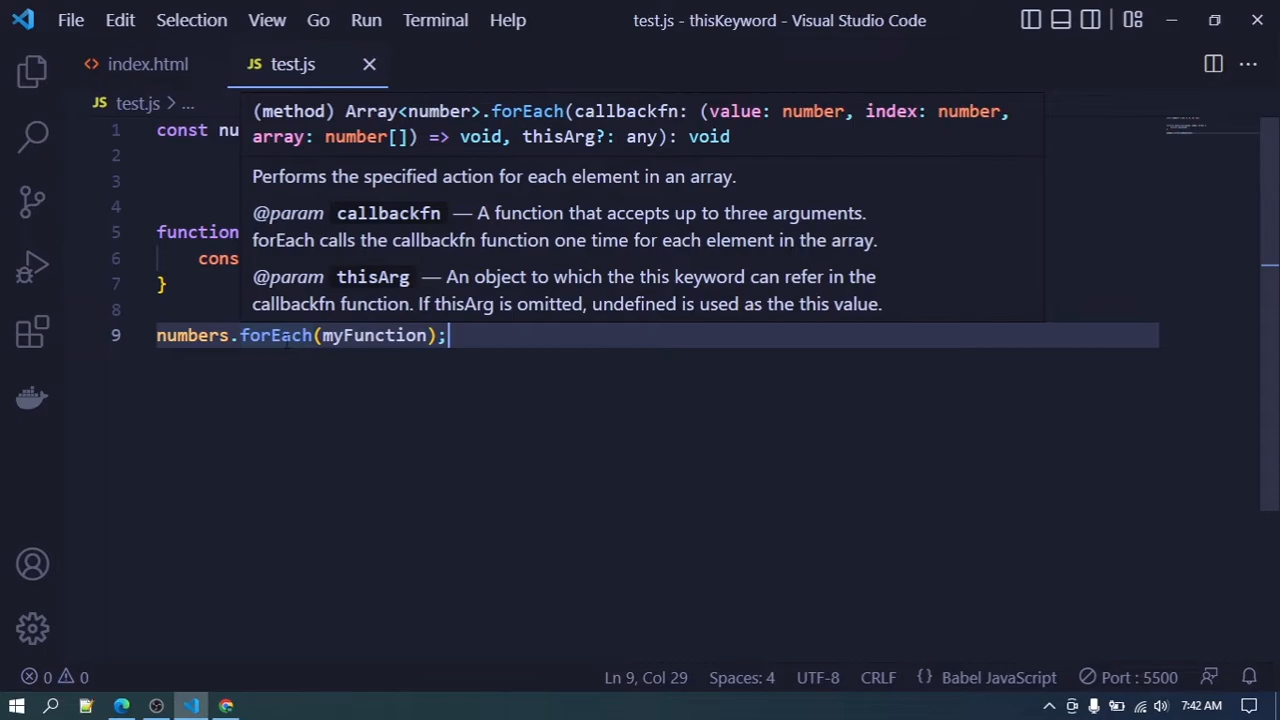 File Edit Selection View Go Run Terminal Help test.js - thisKeyword - Visual Studio Code
index.html JS test.js
JS test.js > ...
(method) Array<number>.forEach(callbackfn: (value: number, index: number,
array: number[]) => void, thisArg?: any): void
Performs the specified action for each element in an array.
@param callbackfn — A function that accepts up to three arguments.
forEach calls the callbackfn function one time for each element in the array.
@param thisArg — An object to which the this keyword can refer in the
callbackfn function. If thisArg is omitted, undefined is used as the this value.
1 const nu
2
3
4
5 function
6 cons
7 }
8
9 numbers.forEach(myFunction);
0 0 Ln 9, Col 29 Spaces: 4 UTF-8 CRLF {} Babel JavaScript Port : 5500
7:42 AM